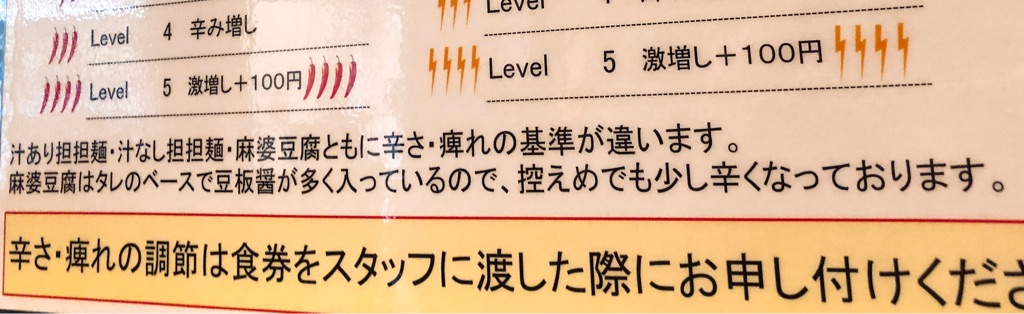 Level 4 辛み増し
Level
Level 5 激増し+100円
Level 5 激増し+100円
汁あり担担麺・汁なし担担麺・麻婆豆腐ともに辛さ・痺れの基準が違います。
麻婆豆腐はタレのベースで豆板醤が多く入っているので、控えめでも少し辛くなっております。
辛さ・痺れの調節は食券をスタッフに渡した際にお申し付けくださ